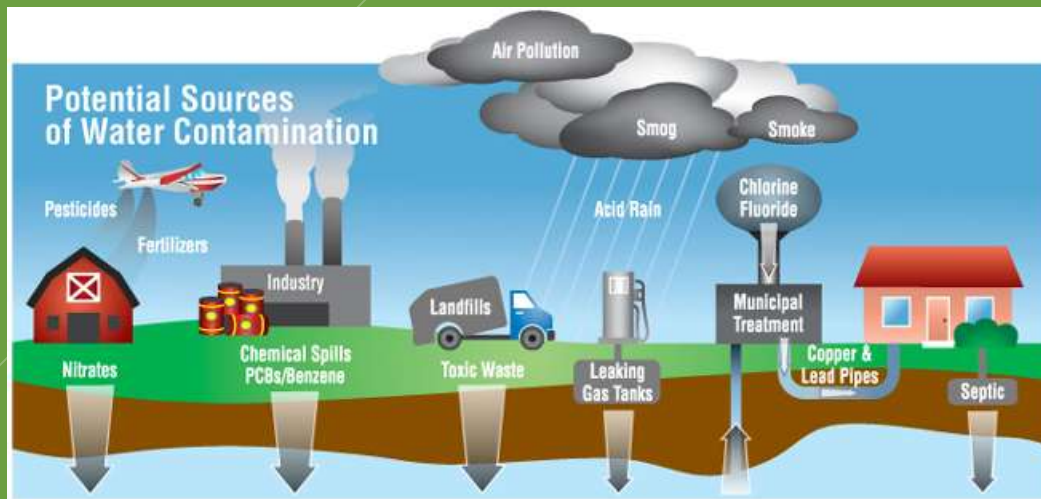 Potential Sources
of Water Contamination
Air Pollution
Smog
Smoke
Pesticides
Fertilizers
Acid Rain
Chlorine
Fluoride
Industry
Landfills
Municipal
Treatment
Nitrates
Chemical Spills
PCBs/Benzene
Toxic Waste
Leaking
Gas Tanks
Copper &
Lead Pipes
Septic